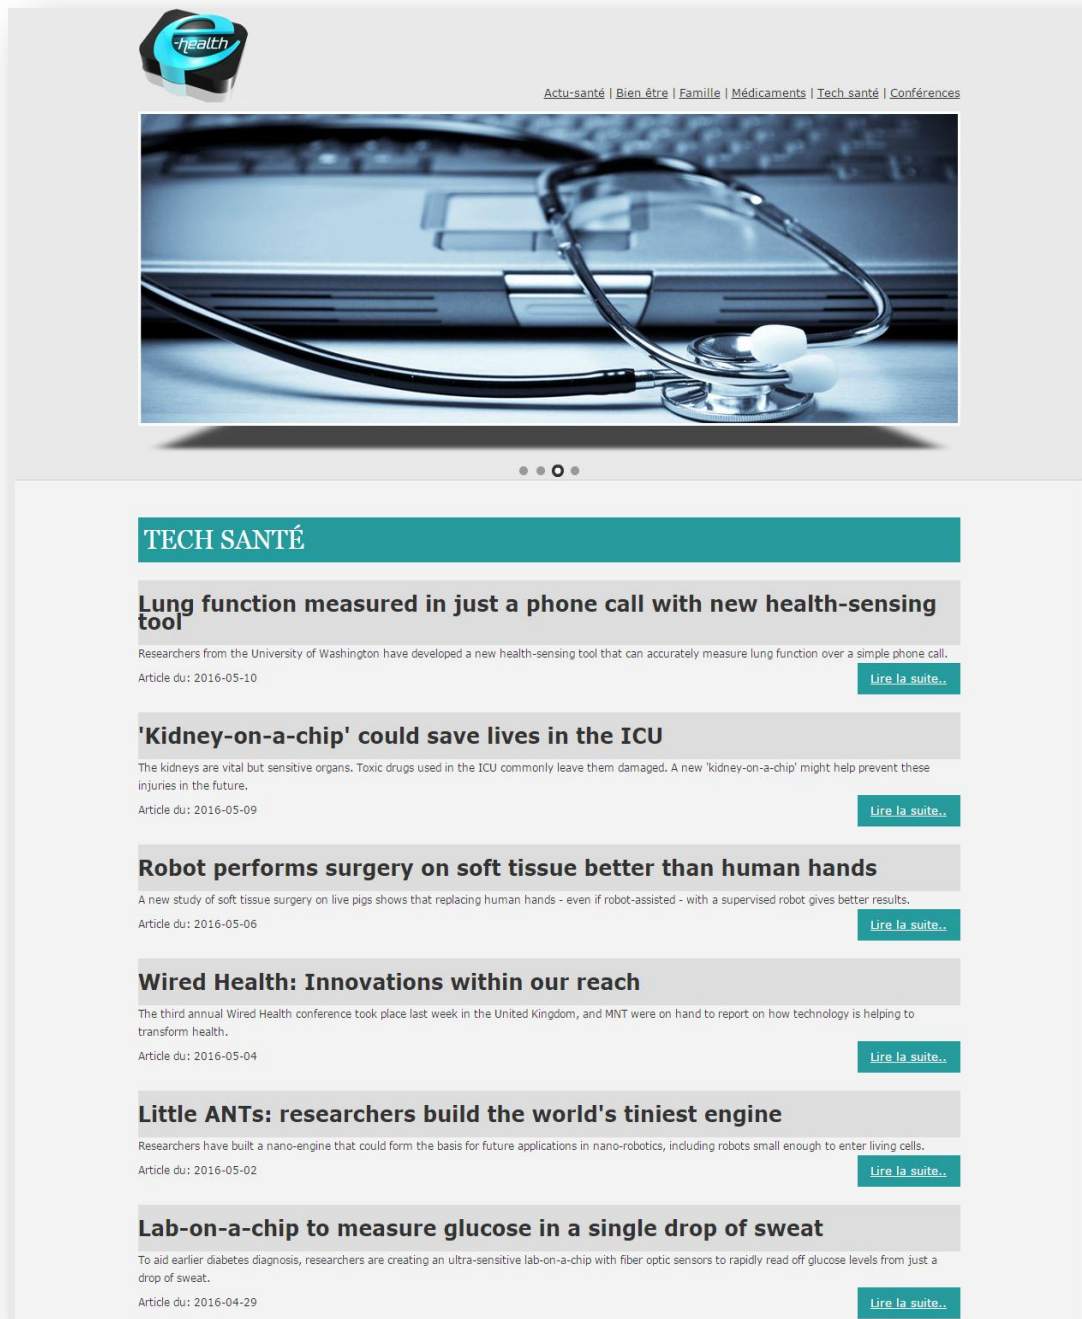 e-health
Actu-santé | Bien être | Famille | Médicaments | Tech santé | Conférences
TECH SANTÉ
Lung function measured in just a phone call with new health-sensing
tool
Researchers from the University of Washington have developed a new health-sensing tool that can accurately measure lung function over a simple phone call.
Article du: 2016-05-10
Lire la suite..
'Kidney-on-a-chip' could save lives in the ICU
The kidneys are vital but sensitive organs. Toxic drugs used in the ICU commonly leave them damaged. A new 'kidney-on-a-chip' might help prevent these
injuries in the future.
Article du: 2016-05-09
Lire la suite..
Robot performs surgery on soft tissue better than human hands
A new study of soft tissue surgery on live pigs shows that replacing human hands - even if robot-assisted - with a supervised robot gives better results.
Article du: 2016-05-06
Lire la suite..
Wired Health: Innovations within our reach
The third annual Wired Health conference took place last week in the United Kingdom, and MNT were on hand to report on how technology is helping to
transform health.
Article du: 2016-05-04
Lire la suite..
Little ANTs: researchers build the world's tiniest engine
Researchers have built a nano-engine that could form the basis for future applications in nano-robotics, including robots small enough to enter living cells.
Article du: 2016-05-02
Lire la suite..
Lab-on-a-chip to measure glucose in a single drop of sweat
To aid earlier diabetes diagnosis, researchers are creating an ultra-sensitive lab-on-a-chip with fiber optic sensors to rapidly read off glucose levels from just a
drop of sweat.
Article du: 2016-04-29
Lire la suite..